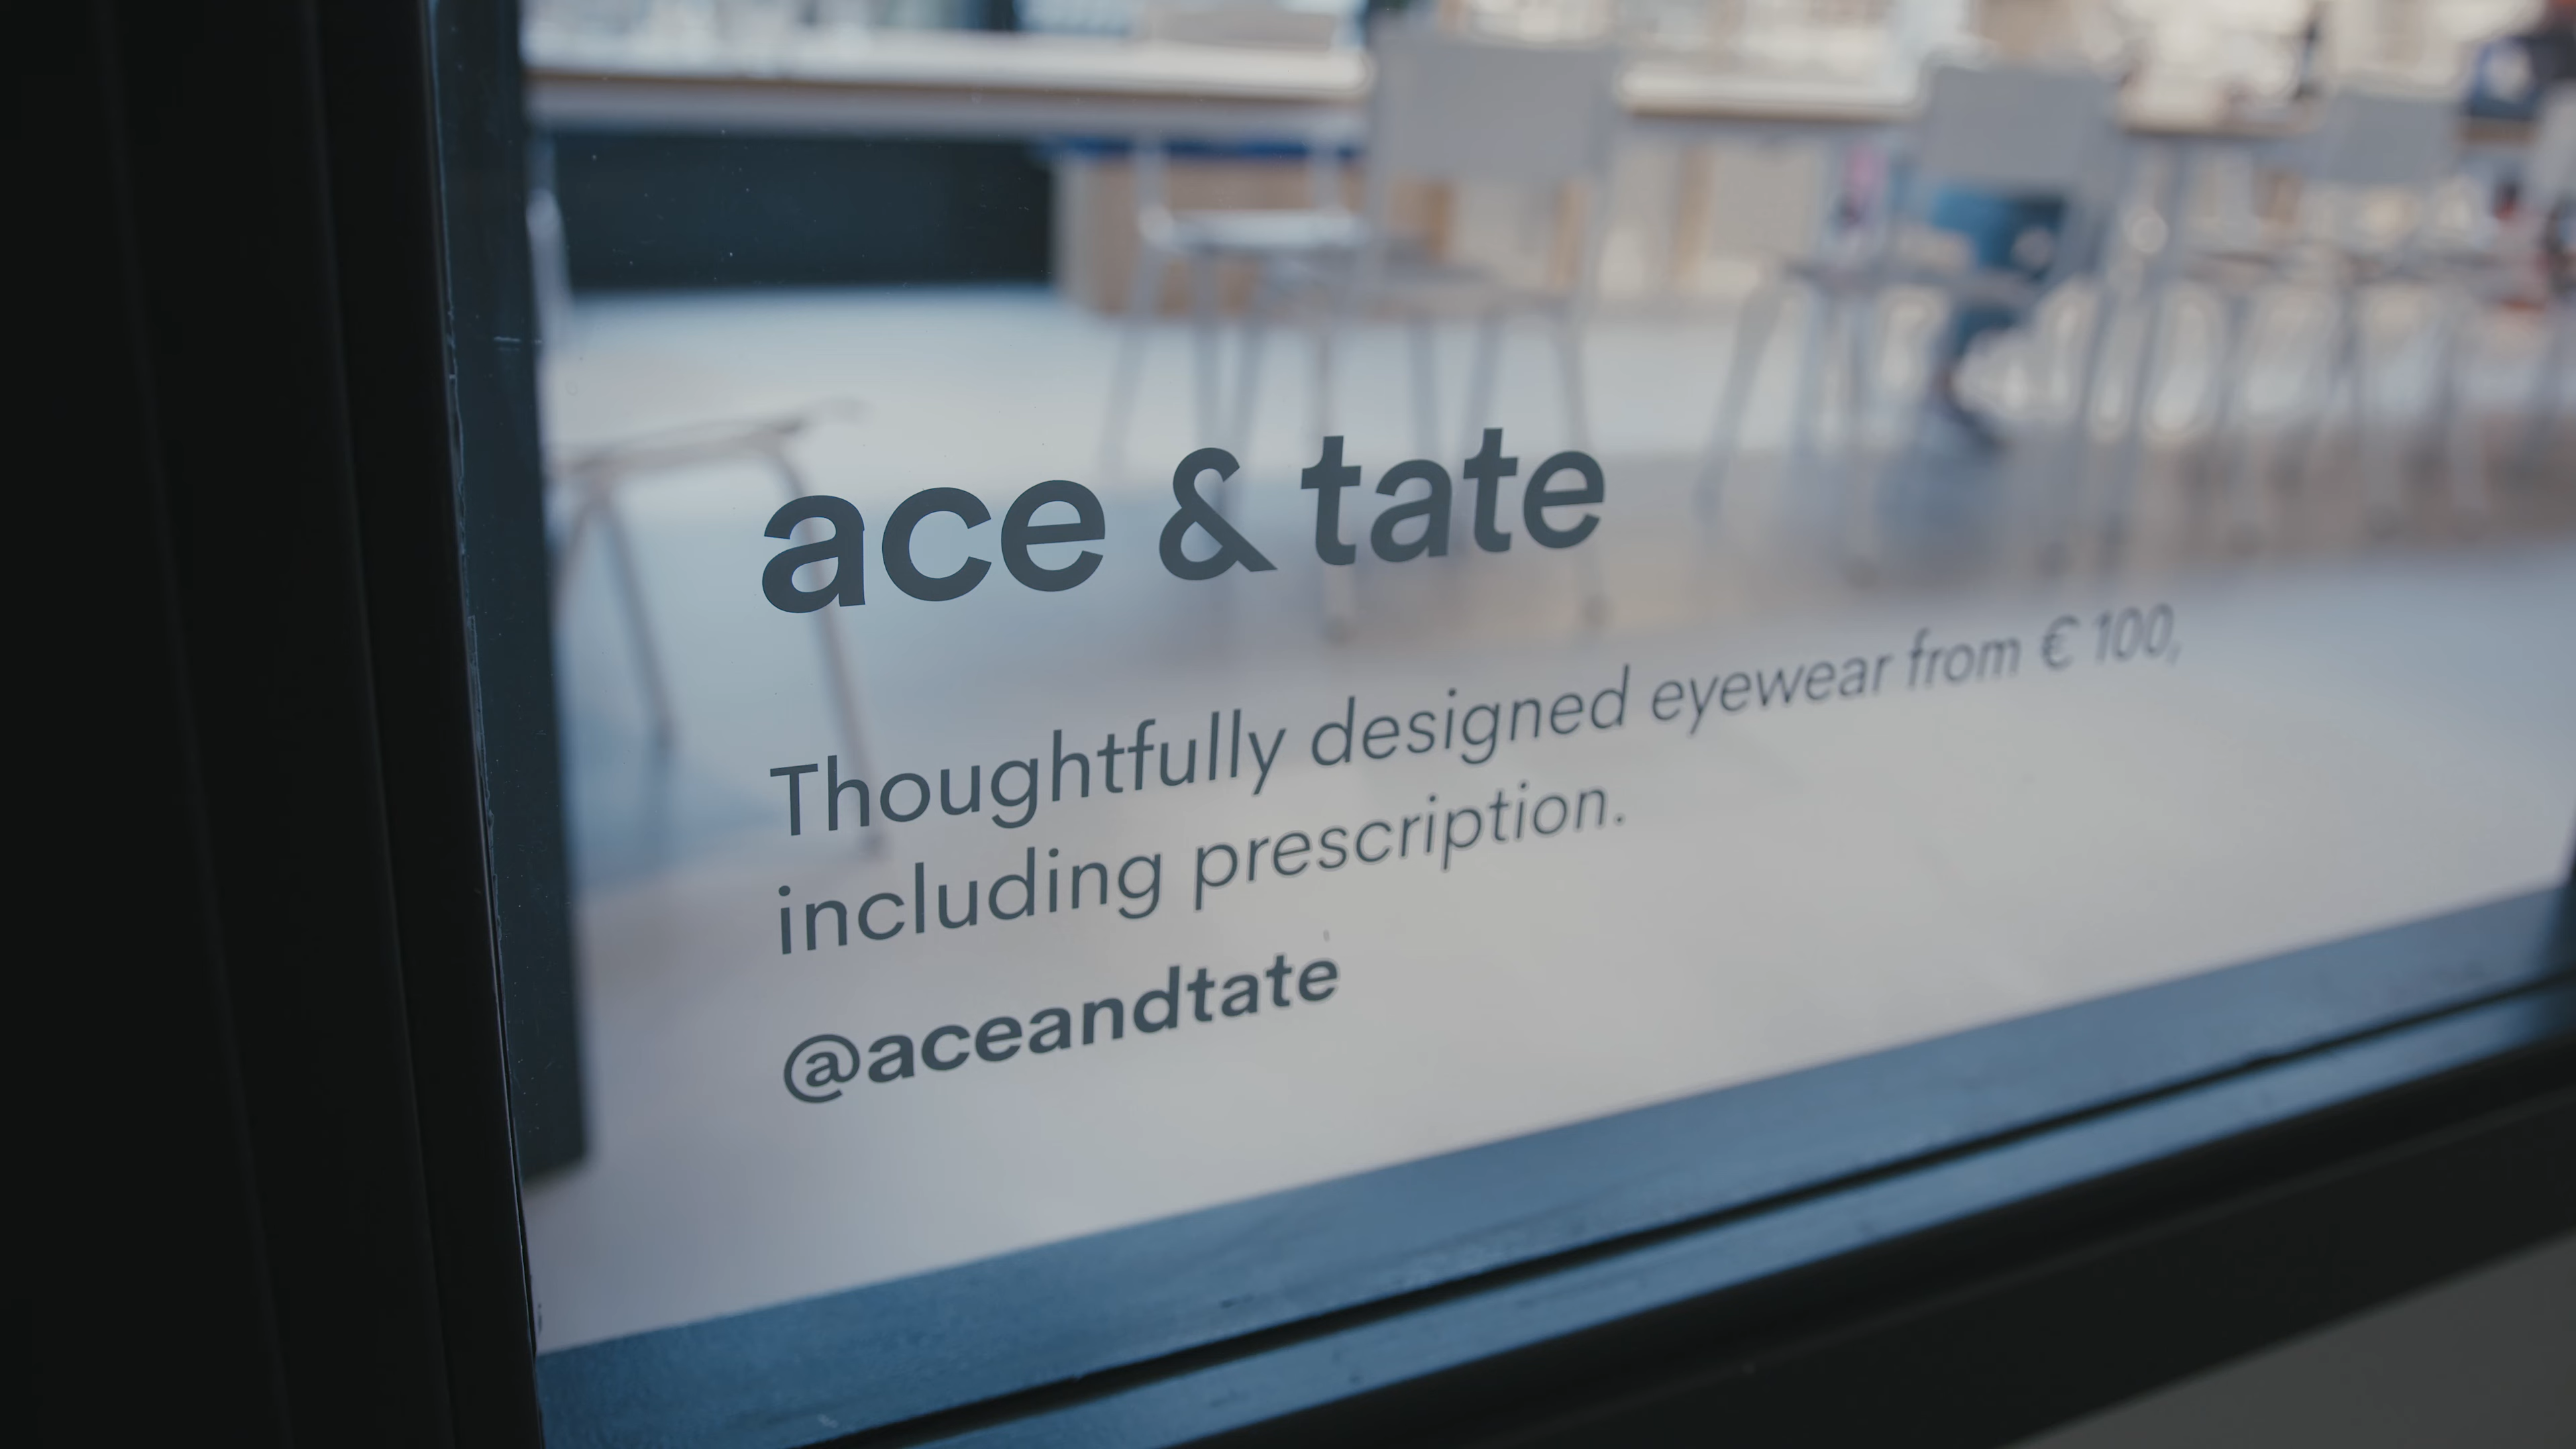 ace & tate
Thoughtfully designed eyewear from € 100,
including prescription.
@aceandtate